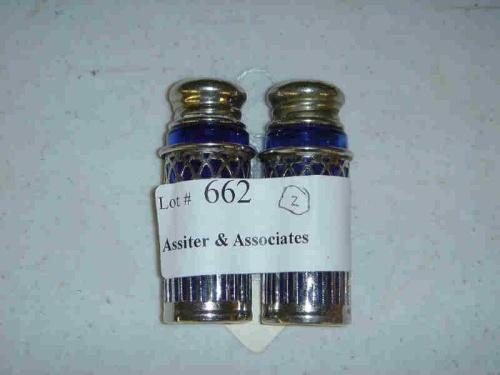 Lot # 662 2
Assiter & Associates